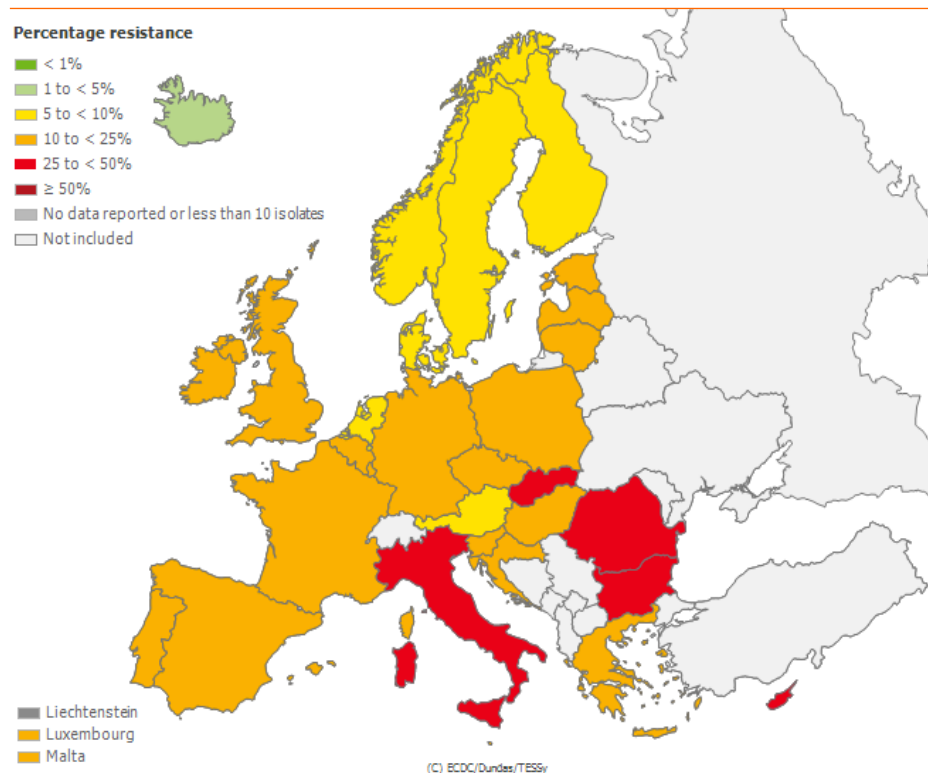 Percentage resistance
< 1%
1 to < 5%
5 to < 10%
10 to < 25%
25 to < 50%
≥ 50%
No data reported or less than 10 isolates
Not included
Liechtenstein
Luxembourg
Malta
(C) ECDC/Dundas/TESSy